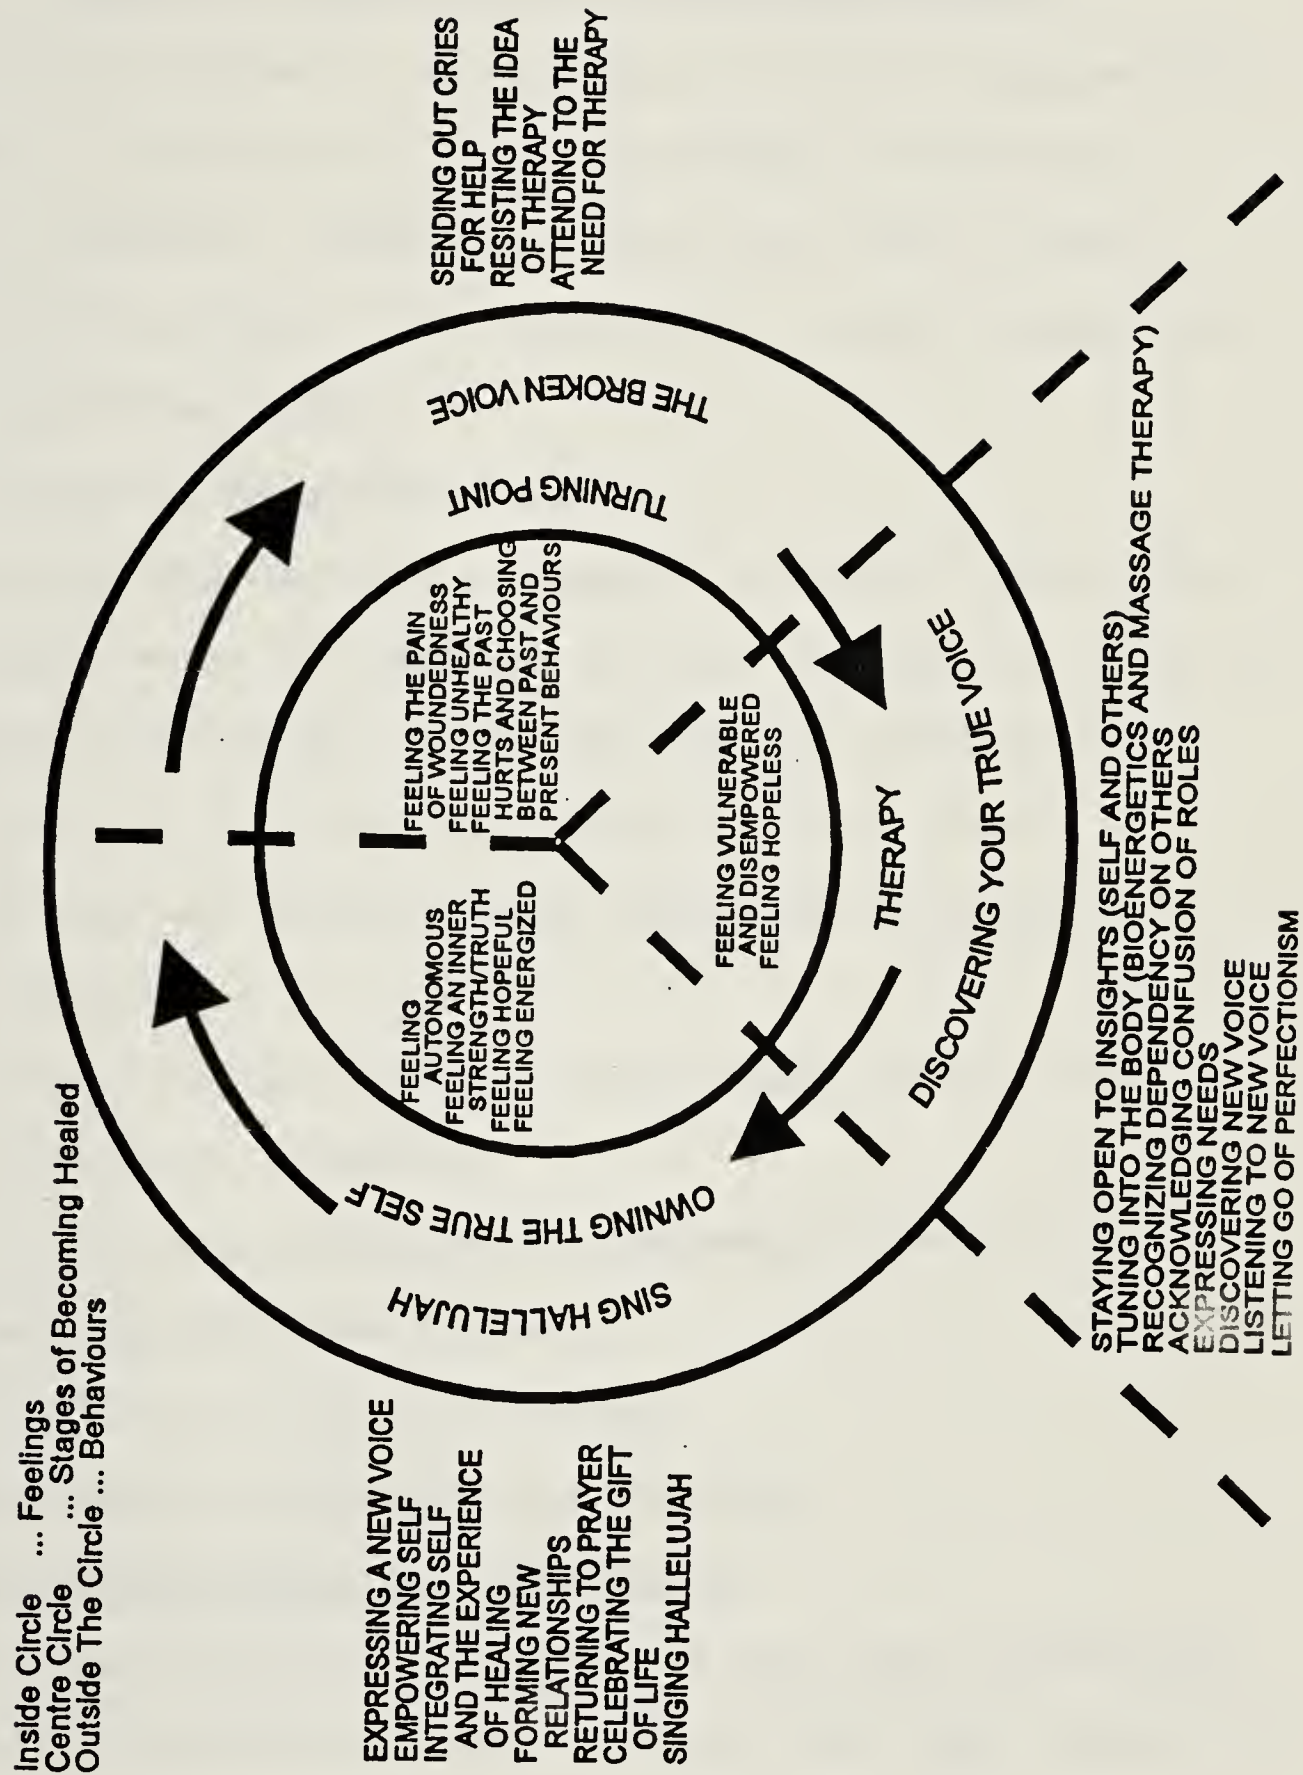 Inside Circle ... Feelings
Centre Circle ... Stages of Becoming Healed
Outside The Circle ... Behaviours
SENDING OUT CRIES
FOR HELP
RESISTING THE IDEA
OF THERAPY
ATTENDING TO THE
NEED FOR THERAPY
THE BROKEN VOICE
TURNING POINT
FEELING THE PAIN
OF WOUNDEDNESS
FEELING UNHEALTHY
FEELING THE PAST
HURTS AND CHOOSING
BETWEEN PAST AND
PRESENT BEHAVIOURS
FEELING VULNERABLE
AND DISEMPOWERED
FEELING HOPELESS
THERAPY
DISCOVERING YOUR TRUE VOICE
STAYING OPEN TO INSIGHTS (SELF AND OTHERS)
TUNING INTO THE BODY (BIOENERGETICS AND MASSAGE THERAPY)
RECOGNIZING DEPENDENCY ON OTHERS
ACKNOWLEDGING CONFUSION OF ROLES
EXPRESSING NEEDS
DISCOVERING NEW VOICE
LISTENING TO NEW VOICE
LETTING GO OF PERFECTIONISM
FEELING
AUTONOMOUS
FEELING AN INNER
STRENGTH/TRUTH
FEELING HOPEFUL
FEELING ENERGIZED
OWNING THE TRUE SELF
SING HALLELUJAH
EXPRESSING A NEW VOICE
EMPOWERING SELF
INTEGRATING SELF
AND THE EXPERIENCE
OF HEALING
FORMING NEW
RELATIONSHIPS
RETURNING TO PRAYER
CELEBRATING THE GIFT
OF LIFE
SINGING HALLELUJAH